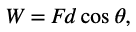 W = Fd cos θ,